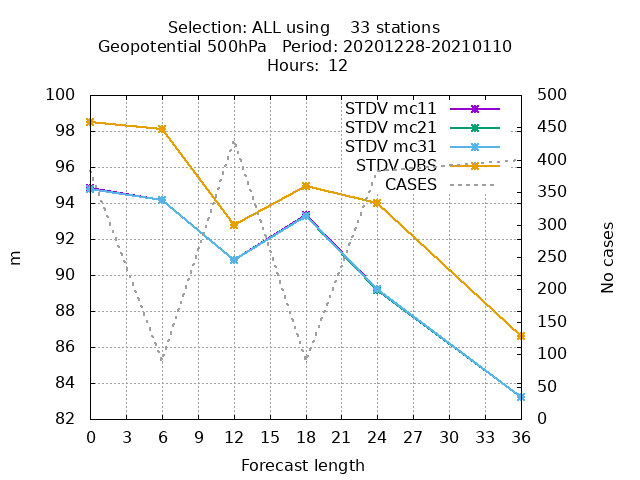 Selection: ALL using    33 stations
Geopotential 500hPa   Period: 20201228-20210110
Hours: 12
100
98
96
94
92
90
88
86
84
82
500
450
400
350
300
250
200
150
100
50
0
STDV mc11
STDV mc21
STDV mc31
STDV OBS
CASES
m
No cases
0 3 6 9 12 15 18 21 24 27 30 33 36
Forecast length